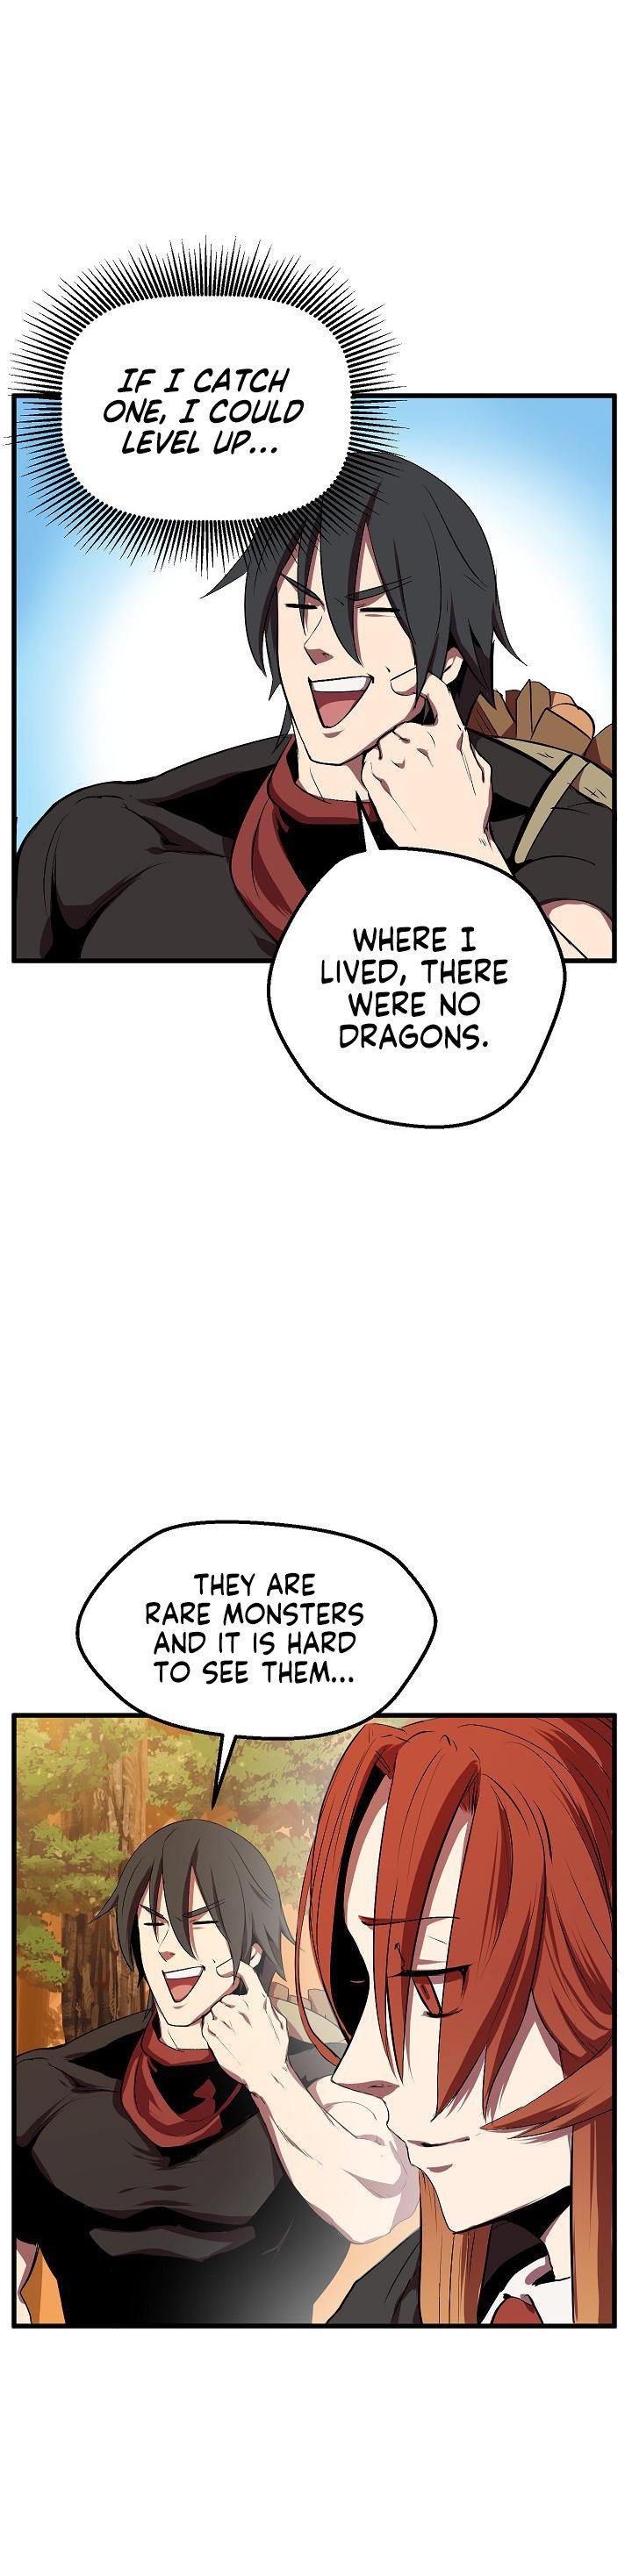 IF I CATCH
ONE, I COULD
LEVEL UP...
WHERE I
LIVED, THERE
WERE NO
DRAGONS.
THEY ARE
RARE MONSTERS
AND IT IS HARD
TO SEE THEM...